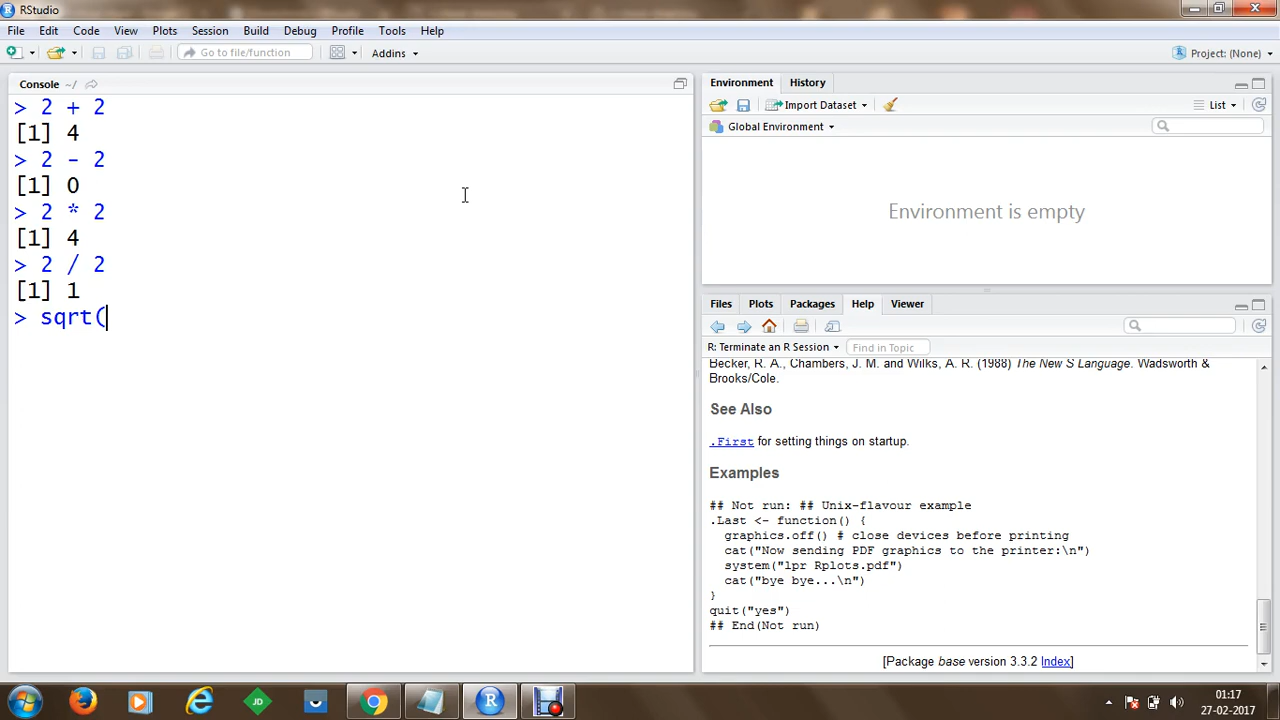 RStudio
File Edit Code View Plots Session Build Debug Profile Tools Help
Go to file/function Addins Project: (None)
Console ~/
> 2 + 2
[1] 4
> 2 - 2
[1] 0
> 2 * 2
[1] 4
> 2 / 2
[1] 1
> sqrt(
Environment History
Import Dataset List
Global Environment
Environment is empty
Files Plots Packages Help Viewer
R: Terminate an R Session Find in Topic
Becker, R. A., Chambers, J. M. and Wilks, A. R. (1988) The New S Language. Wadsworth &
Brooks/Cole.
See Also
.First for setting things on startup.
Examples
## Not run: ## Unix-flavour example
.Last <- function() {
graphics.off() # close devices before printing
cat("Now sending PDF graphics to the printer:\n")
system("lpr Rplots.pdf")
cat("bye bye...\n")
}
quit("yes")
## End(Not run)
[Package base version 3.3.2 Index]
JD
R
01:17
27-02-2017